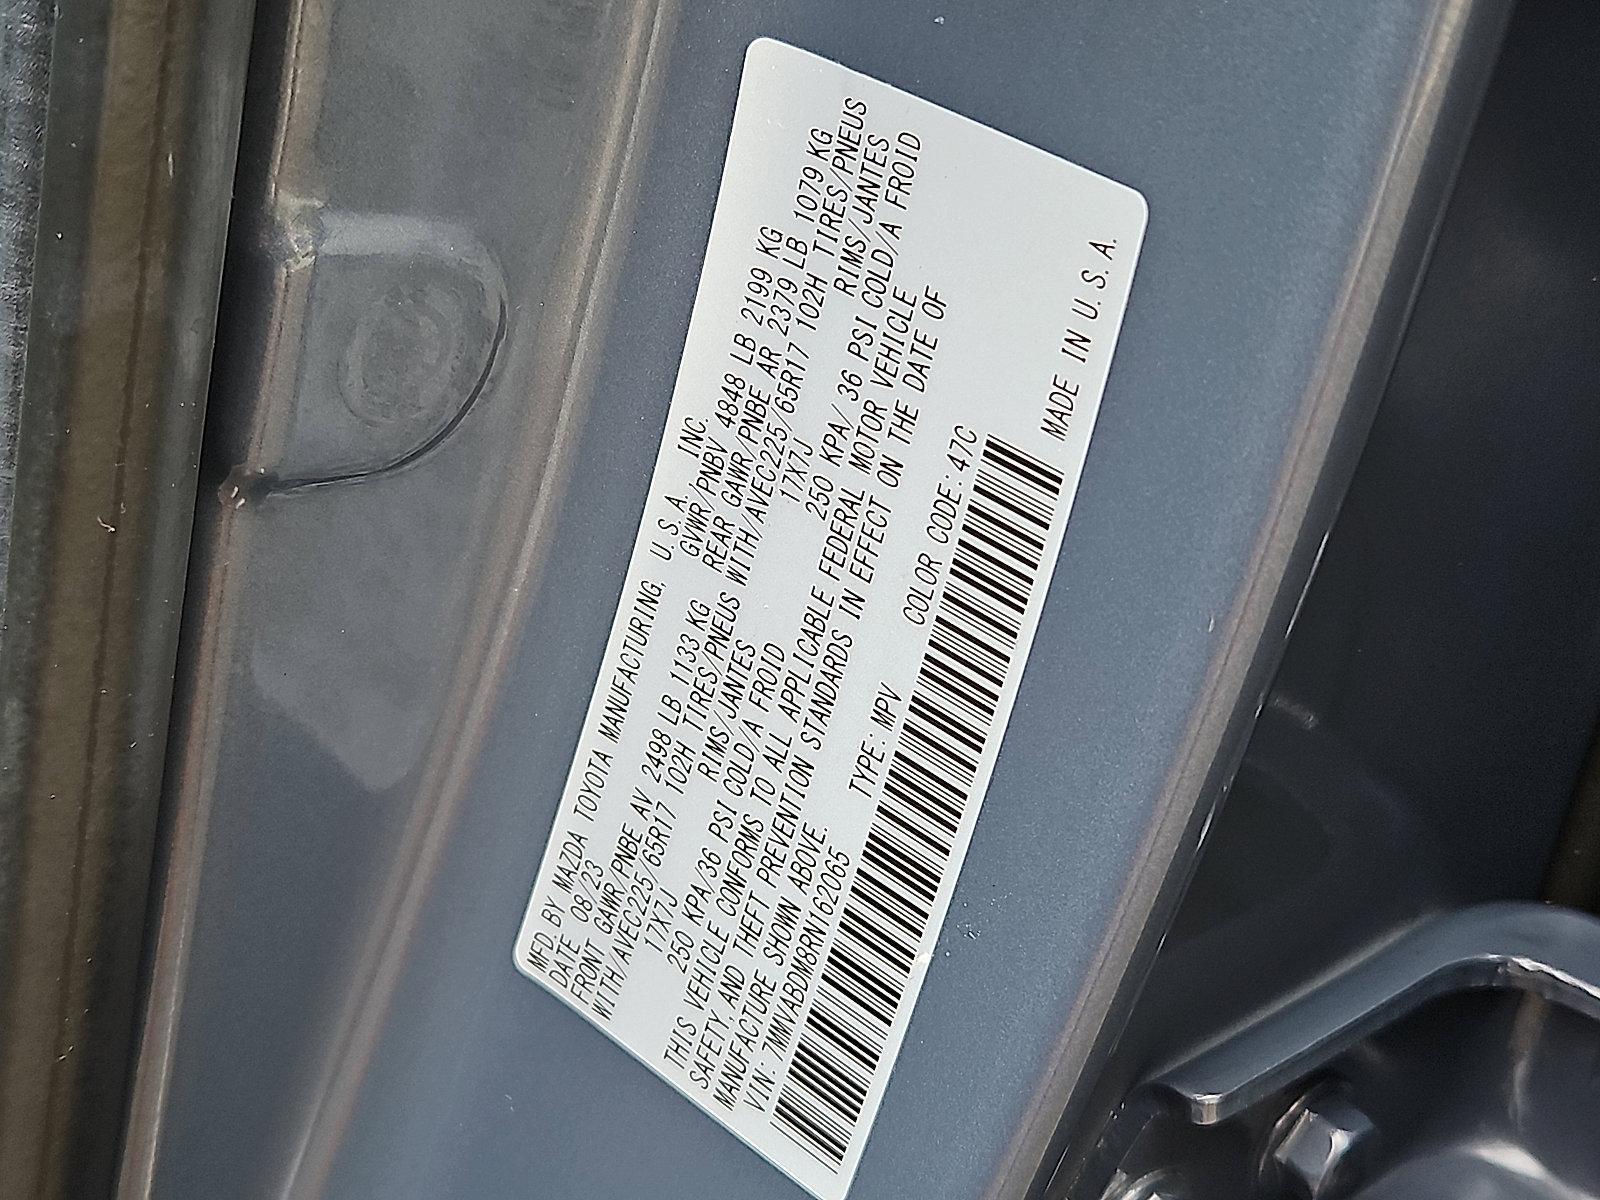 MFD. BY MAZDA TOYOTA MANUFACTURING, U.S.A. INC.
DATE 08/23 GVWR/PNBV 4848 LB 2199 KG
FRONT GAWR/PNBE AV 2498 LB 1133 KG REAR GAWR/PNBE AR 2379 LB 1079 KG
WITH/AVEC225/65R17 102H TIRES/PNEUS WITH/AVEC225/65R17 102H TIRES/PNEUS
17X7J RIMS/JANTES 17X7J RIMS/JANTES
250 KPA/36 PSI COLD/A FROID 250 KPA/36 PSI COLD/A FROID
THIS VEHICLE CONFORMS TO ALL APPLICABLE FEDERAL MOTOR VEHICLE
SAFETY, AND THEFT PREVENTION STANDARDS IN EFFECT ON THE DATE OF
MANUFACTURE SHOWN ABOVE.
VIN: 7MMVABDM8RN162065 TYPE: MPV COLOR CODE: 47C
MADE IN U.S.A.